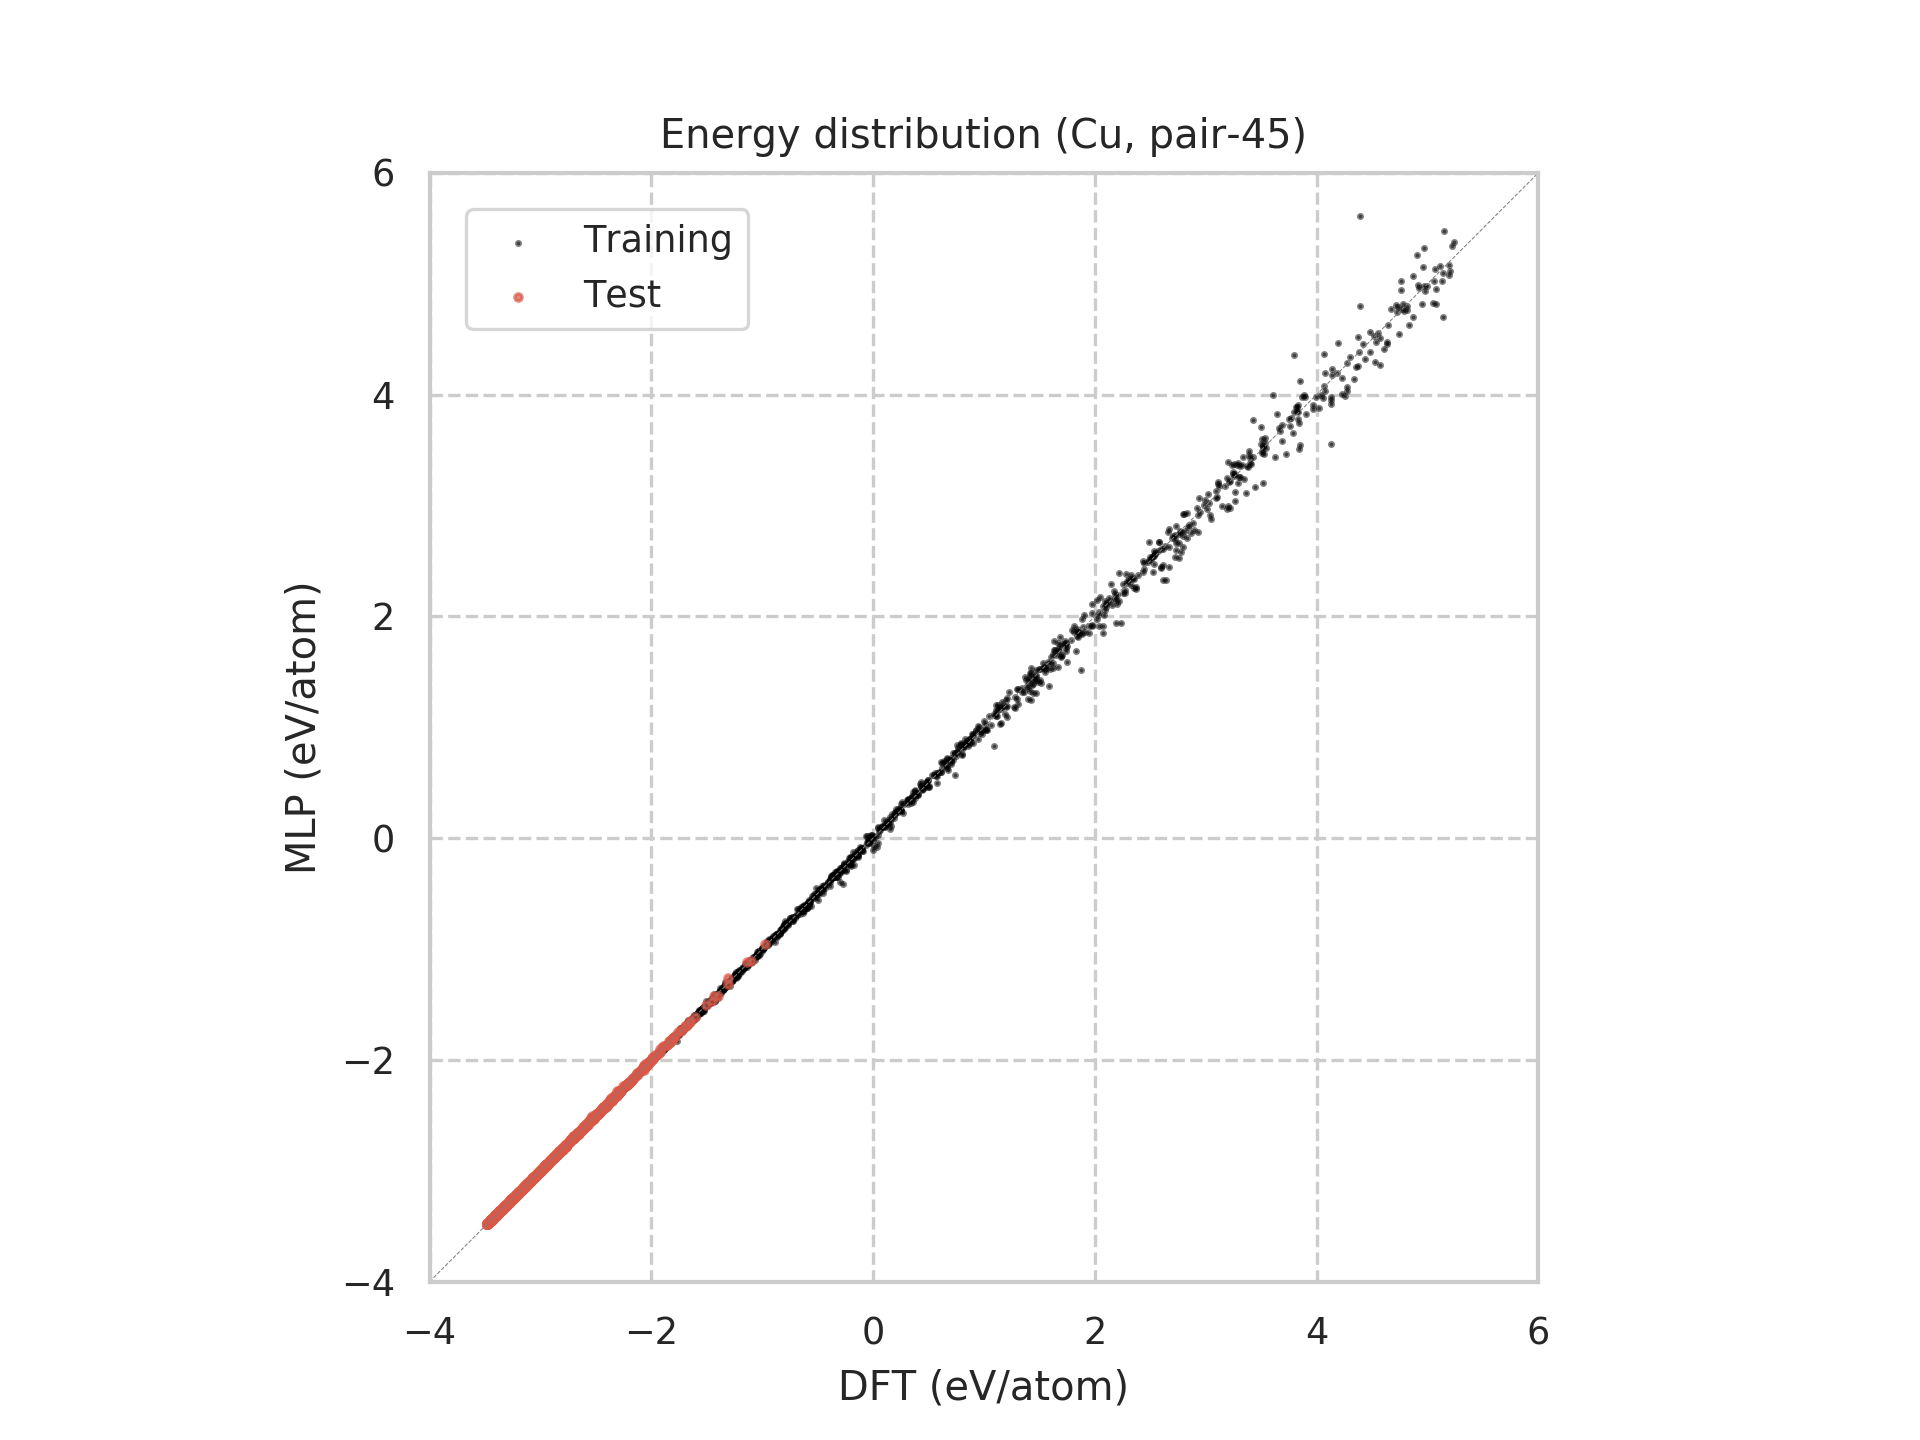 Energy distribution (Cu, pair-45)
6
Training
Test
4
2
0
−2
−4
MLP (eV/atom)
−4 −2 0 2 4 6
DFT (eV/atom)